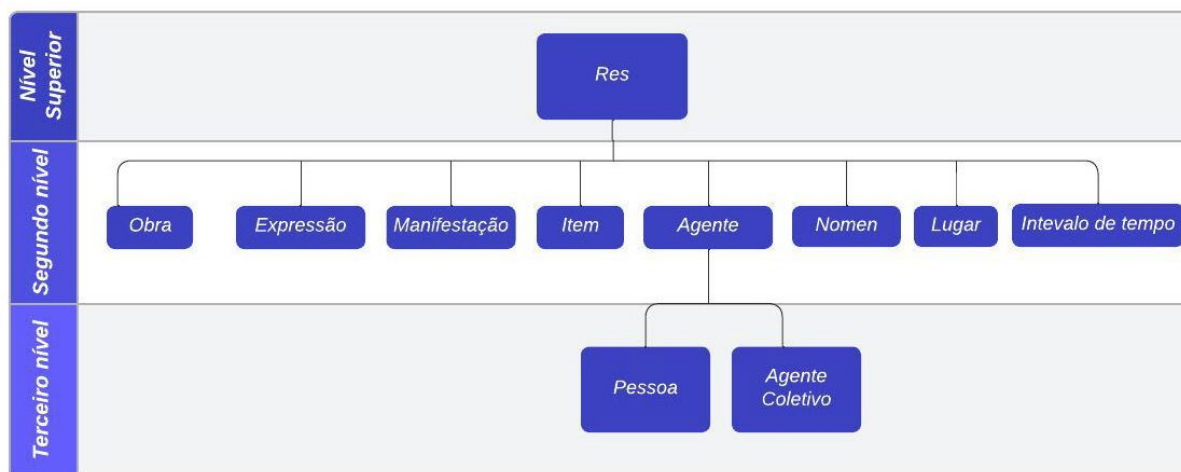 Nível
Superior
Res
Segundo nível
Obra
Expressão
Manifestação
Item
Agente
Nomen
Lugar
Intevalo de tempo
Terceiro nível
Pessoa
Agente
Coletivo